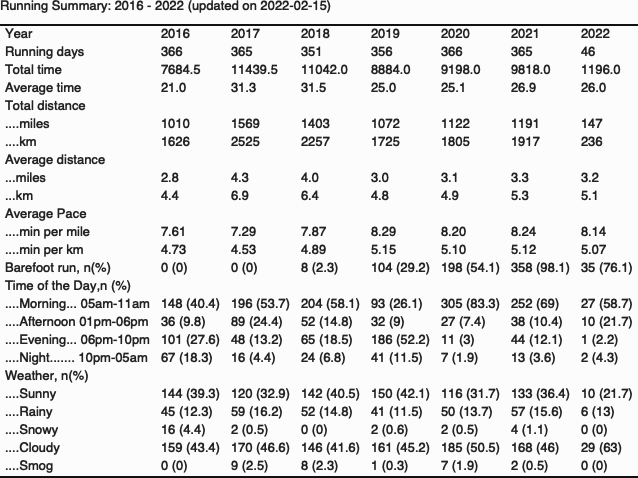 Running Summary: 2016 - 2022 (updated on 2022-02-15)
Year 2016 2017 2018 2019 2020 2021 2022
Running days 366 365 351 356 366 365 46
Total time 7684.5 11439.5 11042.0 8884.0 9198.0 9818.0 1196.0
Average time 21.0 31.3 31.5 25.0 25.1 26.9 26.0
Total distance
....miles 1010 1569 1403 1072 1122 1191 147
....km 1626 2525 2257 1725 1805 1917 236
Average distance
...miles 2.8 4.3 4.0 3.0 3.1 3.3 3.2
...km 4.4 6.9 6.4 4.8 4.9 5.3 5.1
Average Pace
....min per mile 7.61 7.29 7.87 8.29 8.20 8.24 8.14
....min per km 4.73 4.53 4.89 5.15 5.10 5.12 5.07
Barefoot run, n(%) 0 (0) 0 (0) 8 (2.3) 104 (29.2) 198 (54.1) 358 (98.1) 35 (76.1)
Time of the Day,n (%)
....Morning... 05am-11am 148 (40.4) 196 (53.7) 204 (58.1) 93 (26.1) 305 (83.3) 252 (69) 27 (58.7)
....Afternoon 01pm-06pm 36 (9.8) 89 (24.4) 52 (14.8) 32 (9) 27 (7.4) 38 (10.4) 10 (21.7)
....Evening... 06pm-10pm 101 (27.6) 48 (13.2) 65 (18.5) 186 (52.2) 11 (3) 44 (12.1) 1 (2.2)
....Night....... 10pm-05am 67 (18.3) 16 (4.4) 24 (6.8) 41 (11.5) 7 (1.9) 13 (3.6) 2 (4.3)
Weather, n(%)
....Sunny 144 (39.3) 120 (32.9) 142 (40.5) 150 (42.1) 116 (31.7) 133 (36.4) 10 (21.7)
....Rainy 45 (12.3) 59 (16.2) 52 (14.8) 41 (11.5) 50 (13.7) 57 (15.6) 6 (13)
....Snowy 16 (4.4) 2 (0.5) 0 (0) 2 (0.6) 2 (0.5) 4 (1.1) 0 (0)
....Cloudy 159 (43.4) 170 (46.6) 146 (41.6) 161 (45.2) 185 (50.5) 168 (46) 29 (63)
....Smog 0 (0) 9 (2.5) 8 (2.3) 1 (0.3) 7 (1.9) 2 (0.5) 0 (0)